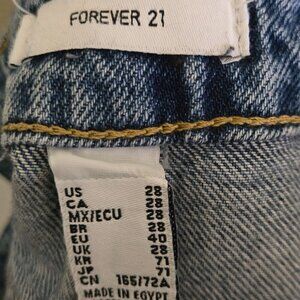 FOREVER 21
US 28
CA 28
MX/ECU 28
BR 28
EU 40
UK 28
KR 71
JP 71
CN 165/72A
MADE IN EGYPT